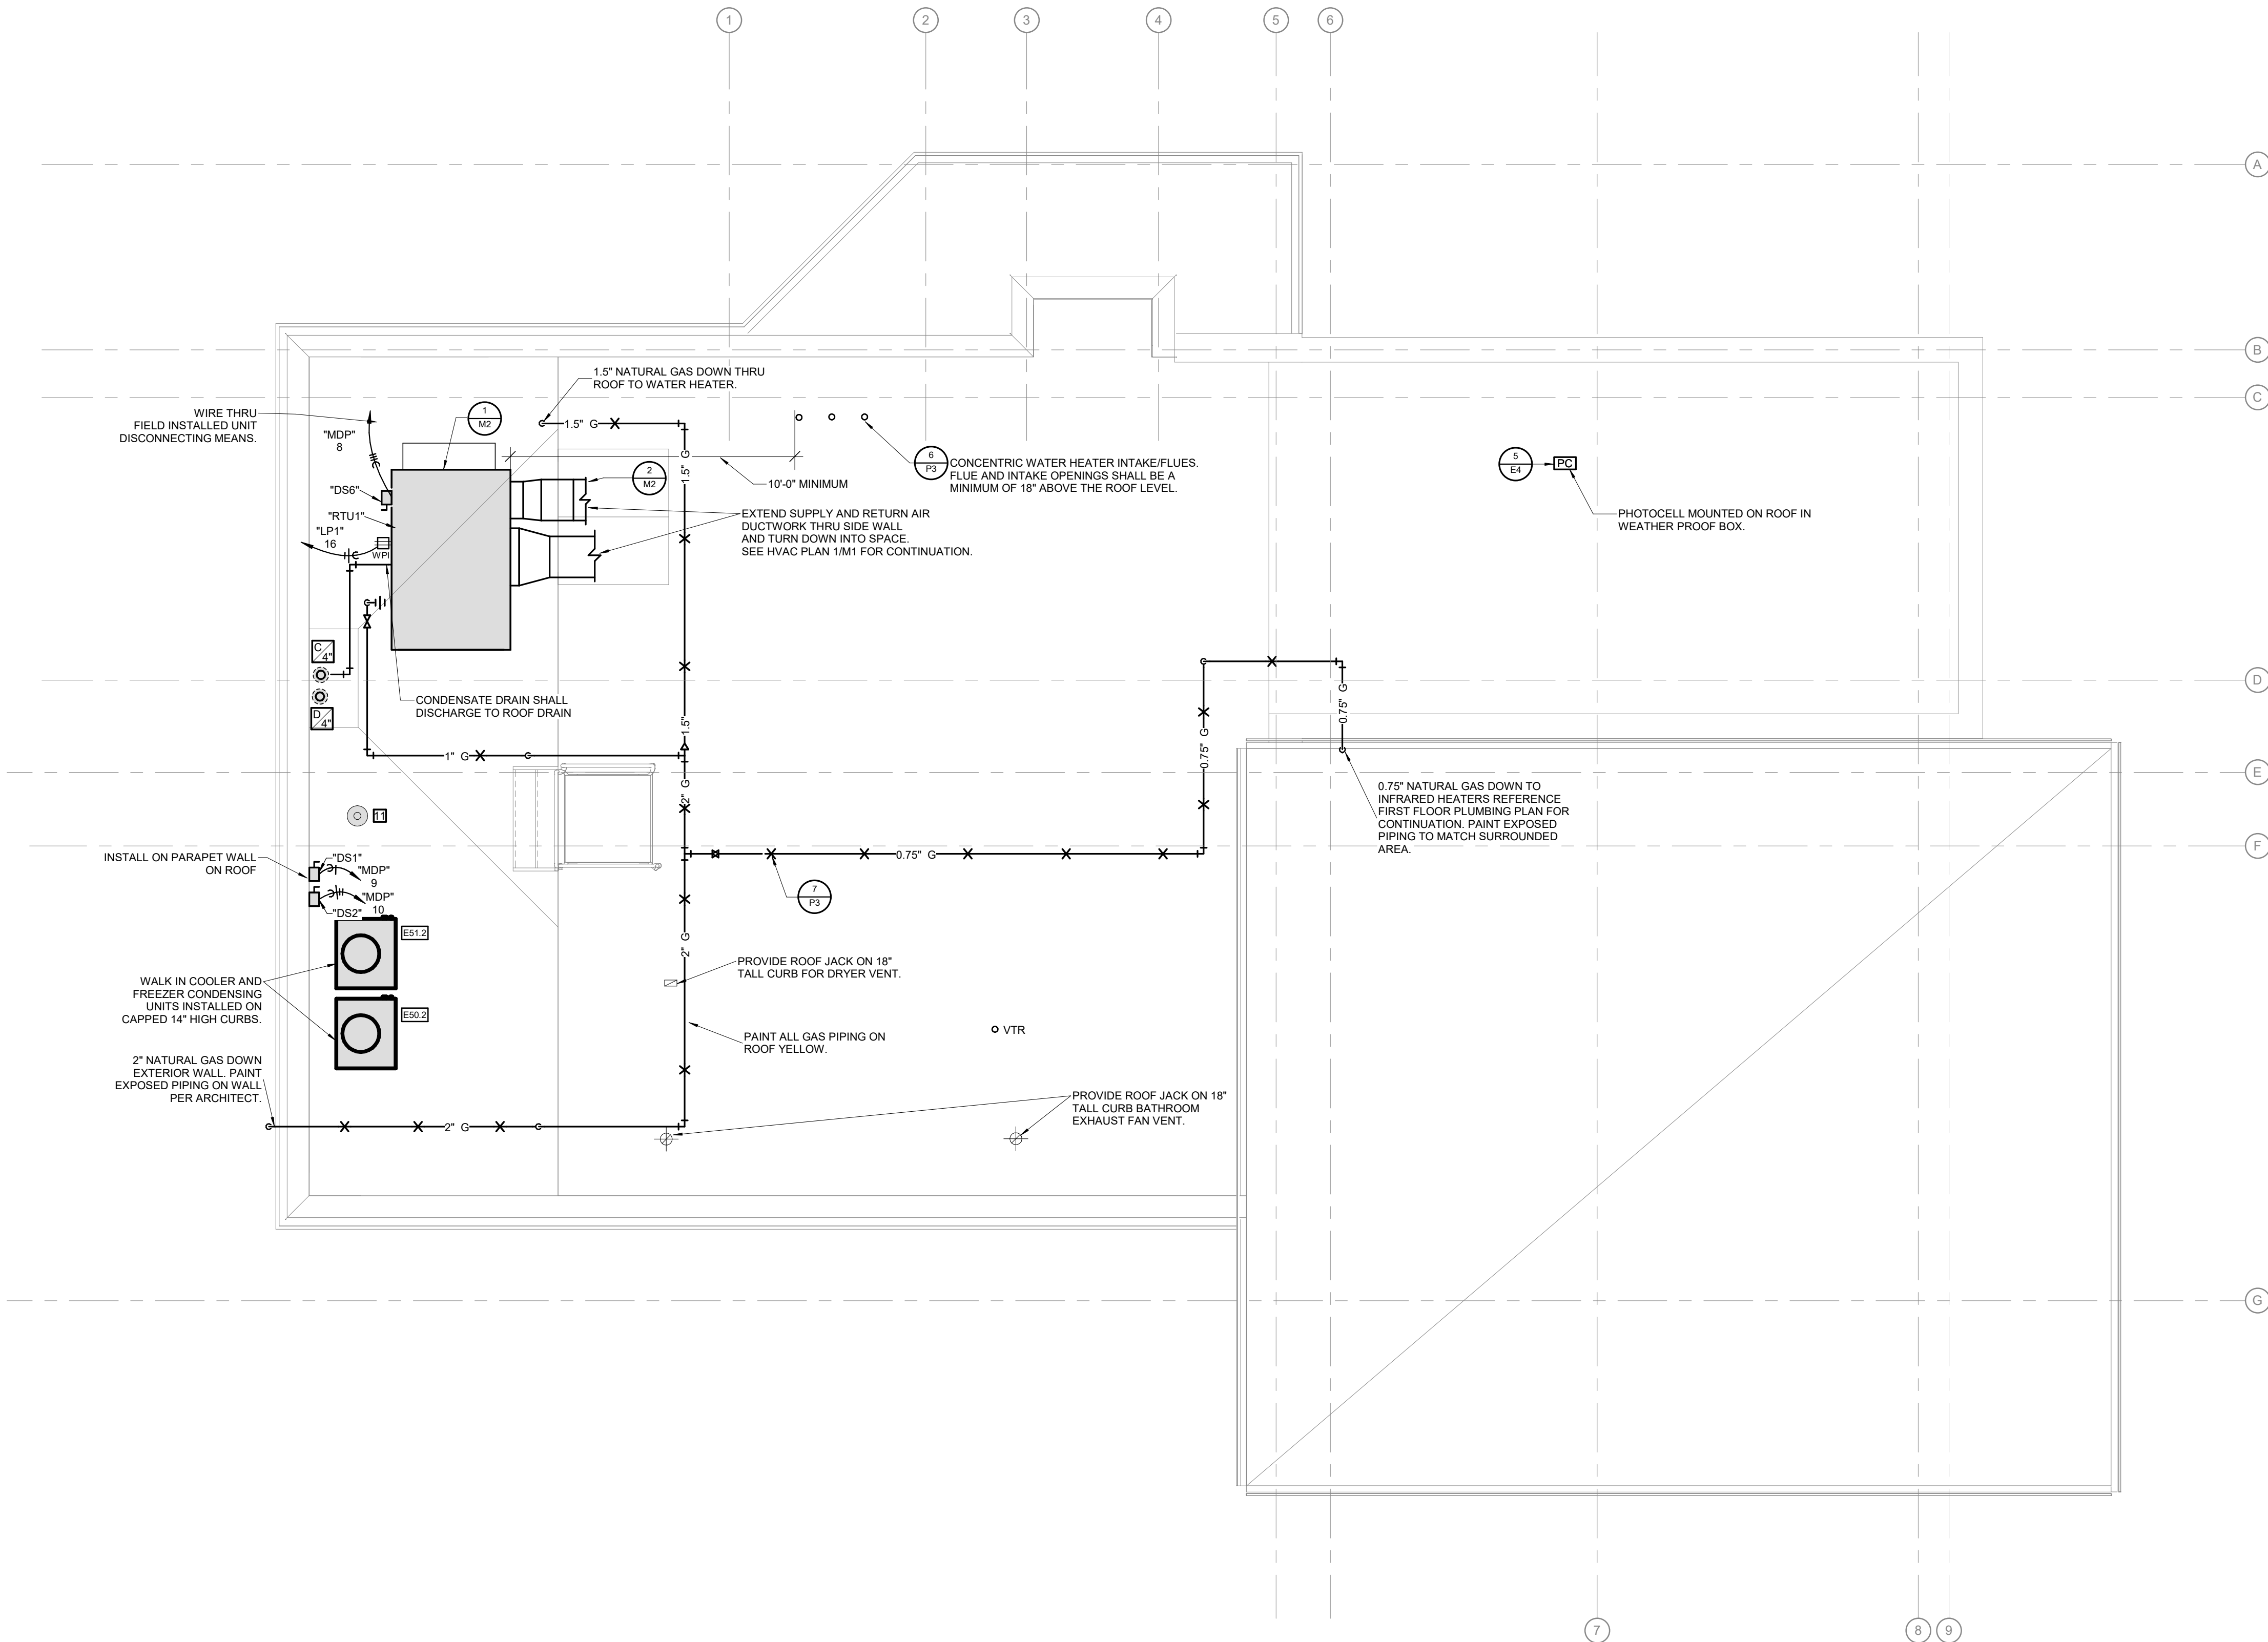 1
2
3
4
5
6
A
B
C
1.5" NATURAL GAS DOWN THRU
ROOF TO WATER HEATER.
WIRE THRU
FIELD INSTALLED UNIT
DISCONNECTING MEANS.
"MDP"
8
1
M2
1.5" G
1.5" G
10'-0" MINIMUM
2
M2
6
P3
CONCENTRIC WATER HEATER INTAKE/FLUES.
FLUE AND INTAKE OPENINGS SHALL BE A
MINIMUM OF 18" ABOVE THE ROOF LEVEL.
5
E4
PC
PHOTOCELL MOUNTED ON ROOF IN
WEATHER PROOF BOX.
"DS6"
"RTU1"
"LP1"
16
WPI
EXTEND SUPPLY AND RETURN AIR
DUCTWORK THRU SIDE WALL
AND TURN DOWN INTO SPACE.
SEE HVAC PLAN 1/M1 FOR CONTINUATION.
C
4"
D
4"
CONDENSATE DRAIN SHALL
DISCHARGE TO ROOF DRAIN
D
1.5"
1" G
2" G
0.75" G
0.75" G
E
0.75" NATURAL GAS DOWN TO
INFRARED HEATERS REFERENCE
FIRST FLOOR PLUMBING PLAN FOR
CONTINUATION. PAINT EXPOSED
PIPING TO MATCH SURROUNDED
AREA.
11
F
0.75" G
INSTALL ON PARAPET WALL
ON ROOF
"DS1"
"MDP"
9
"MDP"
10
"DS2"
7
P3
E51.2
2" G
WALK IN COOLER AND
FREEZER CONDENSING
UNITS INSTALLED ON
CAPPED 14" HIGH CURBS.
E50.2
PROVIDE ROOF JACK ON 18"
TALL CURB FOR DRYER VENT.
PAINT ALL GAS PIPING ON
ROOF YELLOW.
VTR
2" NATURAL GAS DOWN
EXTERIOR WALL. PAINT
EXPOSED PIPING ON WALL
PER ARCHITECT.
2" G
PROVIDE ROOF JACK ON 18"
TALL CURB BATHROOM
EXHAUST FAN VENT.
G
7
8
9